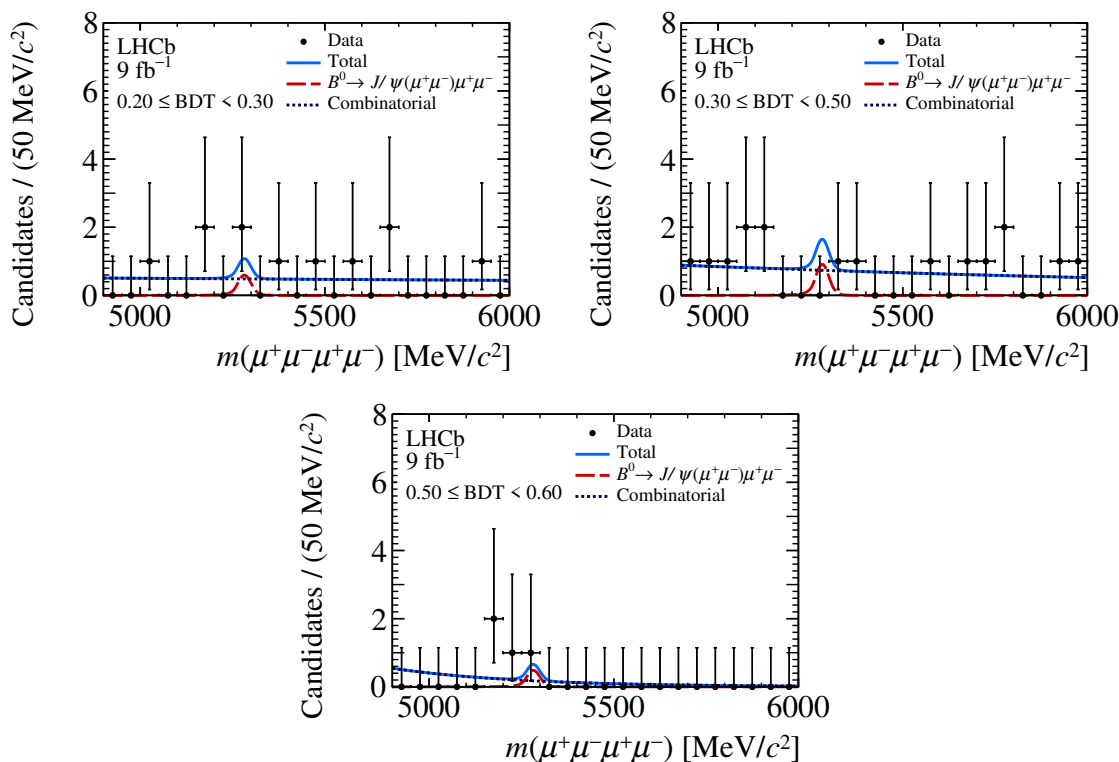 Candidates / (50 MeV/c²)
8
6
4
2
0
LHCb
9 fb⁻¹
0.20 ≤ BDT < 0.30
Data
Total
B⁰→ J/ψ(μ⁺μ⁻)μ⁺μ⁻
Combinatorial
5000 5500 6000
m(μ⁺μ⁻μ⁺μ⁻) [MeV/c²]
Candidates / (50 MeV/c²)
8
6
4
2
0
LHCb
9 fb⁻¹
0.30 ≤ BDT < 0.50
Data
Total
B⁰→ J/ψ(μ⁺μ⁻)μ⁺μ⁻
Combinatorial
5000 5500 6000
m(μ⁺μ⁻μ⁺μ⁻) [MeV/c²]
Candidates / (50 MeV/c²)
8
6
4
2
0
LHCb
9 fb⁻¹
0.50 ≤ BDT < 0.60
Data
Total
B⁰→ J/ψ(μ⁺μ⁻)μ⁺μ⁻
Combinatorial
5000 5500 6000
m(μ⁺μ⁻μ⁺μ⁻) [MeV/c²]